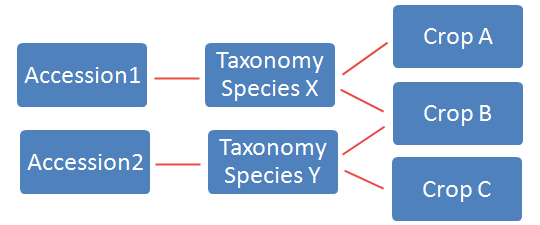 Accession1
Taxonomy
Species X
Crop A
Crop B
Accession2
Taxonomy
Species Y
Crop C